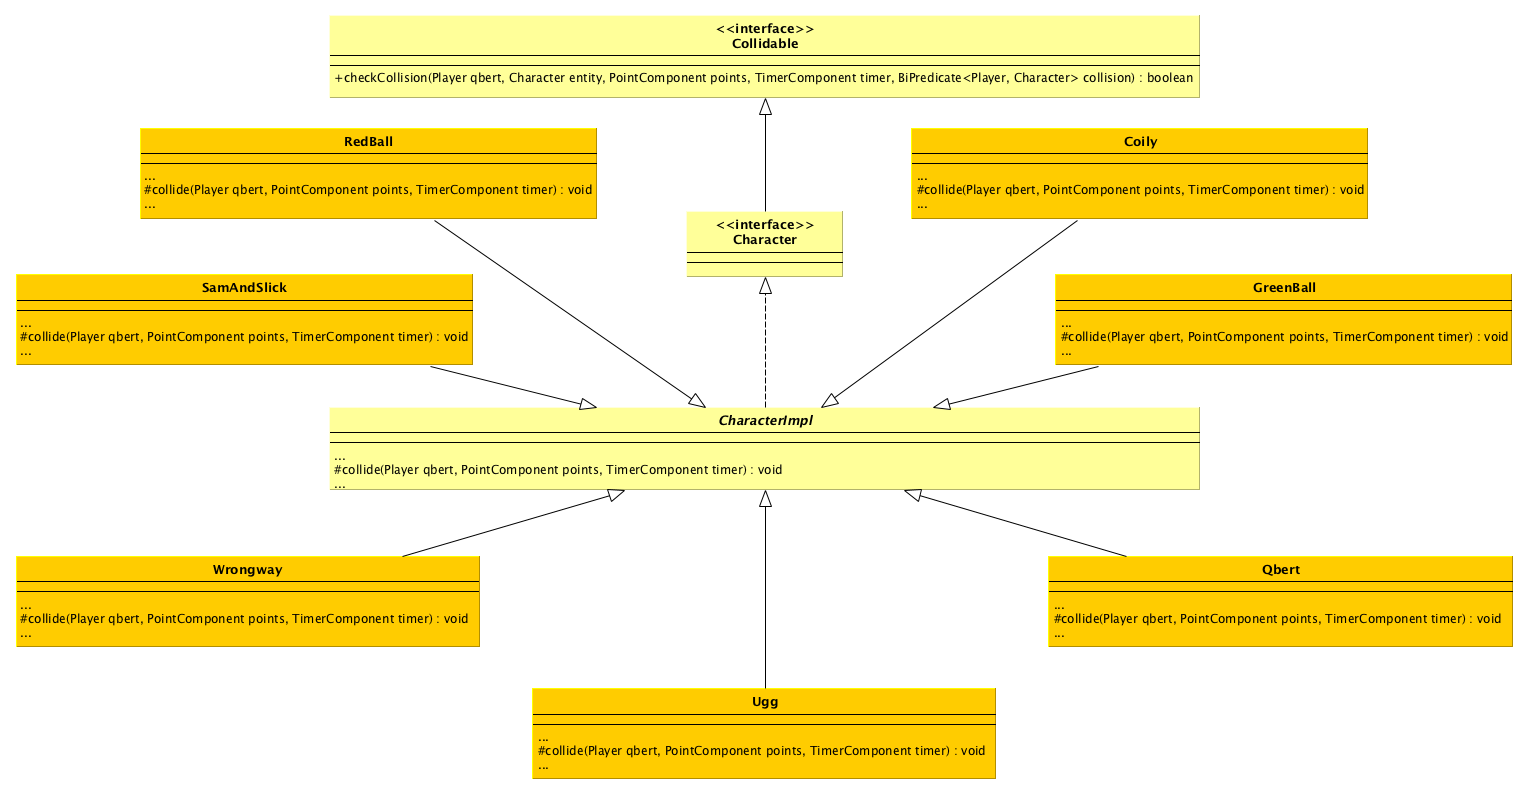 <<interface>>
Collidable
+checkCollision(Player qbert, Character entity, PointComponent points, TimerComponent timer, BiPredicate<Player, Character> collision) : boolean
RedBall
...
#collide(Player qbert, PointComponent points, TimerComponent timer) : void
...
Coily
...
#collide(Player qbert, PointComponent points, TimerComponent timer) : void
...
<<interface>>
Character
SamAndSlick
...
#collide(Player qbert, PointComponent points, TimerComponent timer) : void
...
GreenBall
...
#collide(Player qbert, PointComponent points, TimerComponent timer) : void
...
CharacterImpl
...
#collide(Player qbert, PointComponent points, TimerComponent timer) : void
...
Wrongway
...
#collide(Player qbert, PointComponent points, TimerComponent timer) : void
...
Qbert
...
#collide(Player qbert, PointComponent points, TimerComponent timer) : void
...
Ugg
...
#collide(Player qbert, PointComponent points, TimerComponent timer) : void
...